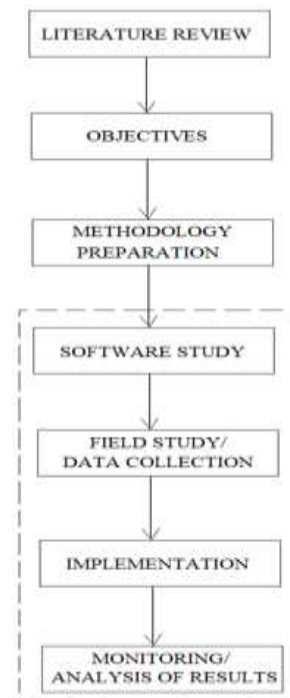 LITERATURE REVIEW
OBJECTIVES
METHODOLOGY
PREPARATION
SOFTWARE STUDY
FIELD STUDY/
DATA COLLECTION
IMPLEMENTATION
MONITORING/
ANALYSIS OF RESULTS